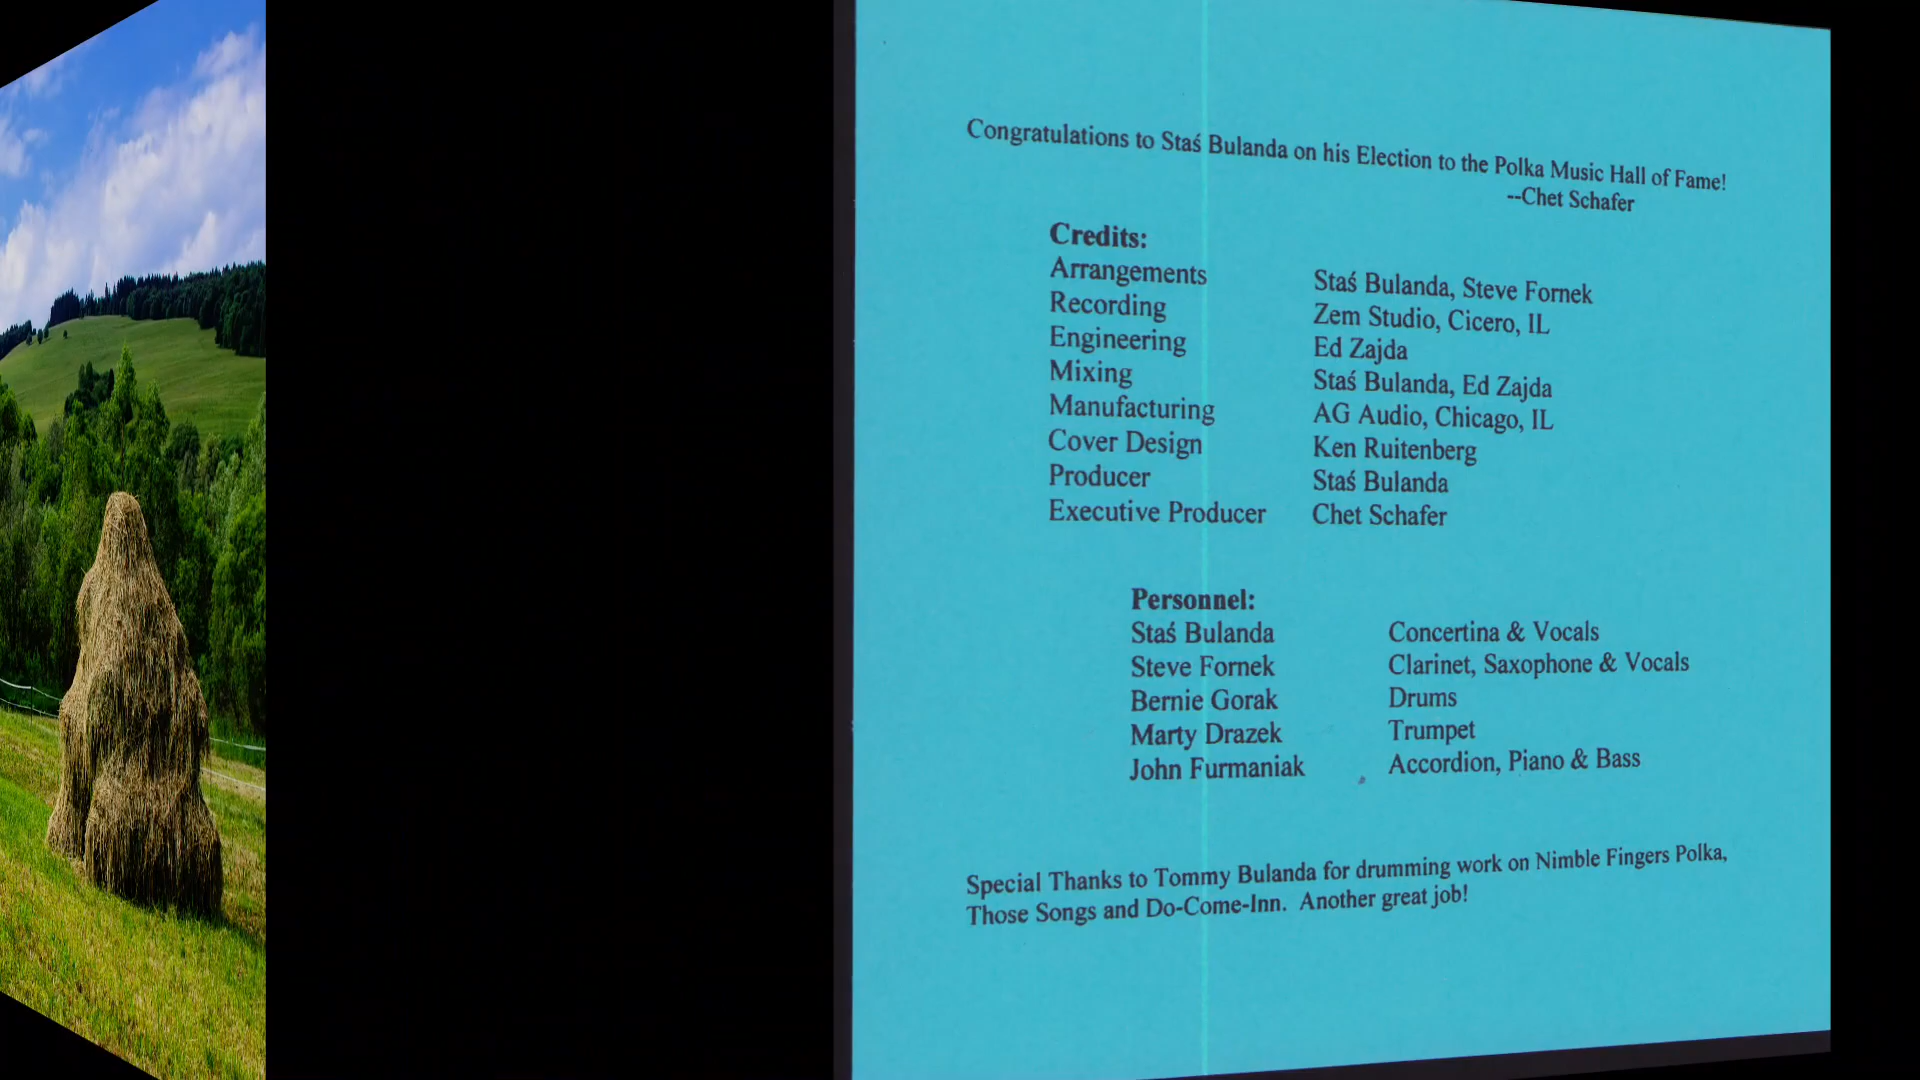 Congratulations to Staś Bulanda on his Election to the Polka Music Hall of Fame!
--Chet Schafer
Credits:
Arrangements Staś Bulanda, Steve Fornek
Recording Zem Studio, Cicero, IL
Engineering Ed Zajda
Mixing Staś Bulanda, Ed Zajda
Manufacturing AG Audio, Chicago, IL
Cover Design Ken Ruitenberg
Producer Staś Bulanda
Executive Producer Chet Schafer
Personnel:
Staś Bulanda Concertina & Vocals
Steve Fornek Clarinet, Saxophone & Vocals
Bernie Gorak Drums
Marty Drazek Trumpet
John Furmaniak Accordion, Piano & Bass
Special Thanks to Tommy Bulanda for drumming work on Nimble Fingers Polka,
Those Songs and Do-Come-Inn. Another great job!